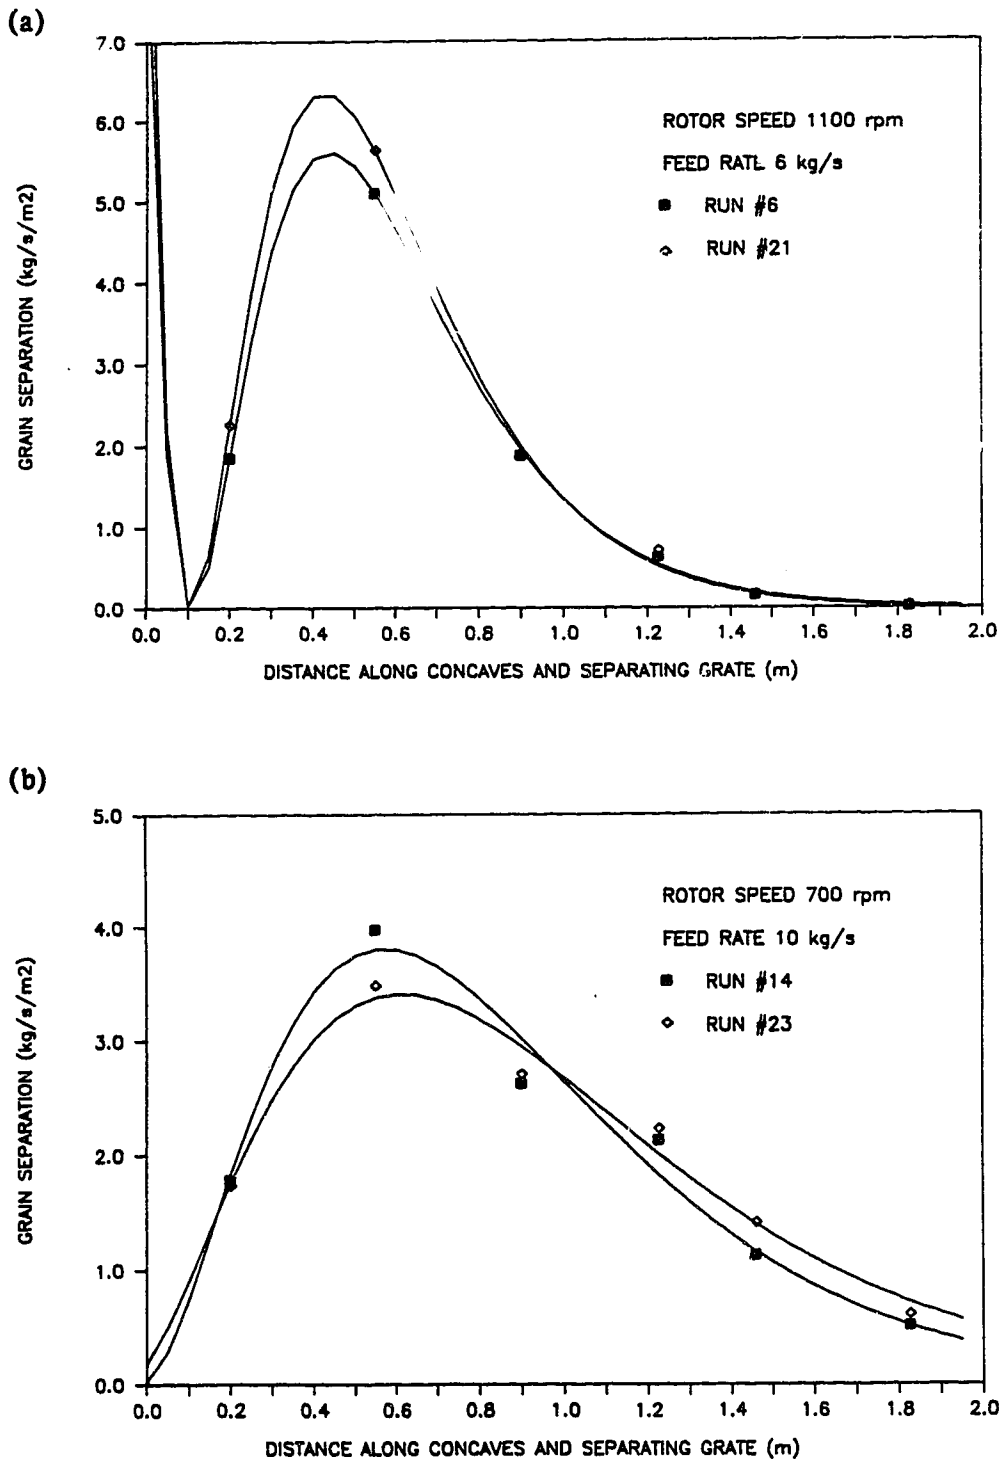 (a)
7.0
6.0
5.0
4.0
3.0
2.0
1.0
0.0
GRAIN SEPARATION (kg/s/m2)
ROTOR SPEED 1100 rpm
FEED RATE 6 kg/s
RUN #6
RUN #21
0.0 0.2 0.4 0.6 0.8 1.0 1.2 1.4 1.6 1.8 2.0
DISTANCE ALONG CONCAVES AND SEPARATING GRATE (m)
(b)
5.0
4.0
3.0
2.0
1.0
0.0
GRAIN SEPARATION (kg/s/m2)
ROTOR SPEED 700 rpm
FEED RATE 10 kg/s
RUN #14
RUN #23
0.0 0.2 0.4 0.6 0.8 1.0 1.2 1.4 1.6 1.8 2.0
DISTANCE ALONG CONCAVES AND SEPARATING GRATE (m)